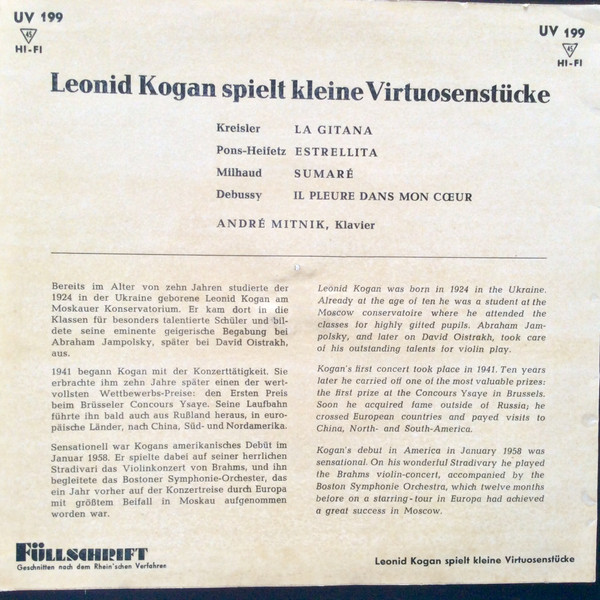 UV 199
45
HI-FI
UV 199
45
HI-FI
Leonid Kogan spielt kleine Virtuosenstücke
Kreisler LA GITANA
Pons-Heifetz ESTRELLITA
Milhaud SUMARÉ
Debussy IL PLEURE DANS MON CŒUR
ANDRÉ MITNIK, Klavier
Bereits im Alter von zehn Jahren studierte der
1924 in der Ukraine geborene Leonid Kogan am
Moskauer Konservatorium. Er kam dort in die
Klassen für besonders talentierte Schüler und bil-
dete seine eminente geigerische Begabung bei
Abraham Jampolsky, später bei David Oistrakh,
aus.
1941 begann Kogan mit der Konzerttätigkeit. Sie
erbrachte ihm zehn Jahre später einen der wert-
vollsten Wettbewerbs-Preise: den Ersten Preis
beim Brüsseler Concours Ysaye. Seine Laufbahn
führte ihn bald auch aus Rußland heraus, in euro-
päische Länder, nach China, Süd- und Nordamerika.
Sensationell war Kogans amerikanisches Debüt im
Januar 1958. Er spielte dabei auf seiner herrlichen
Stradivari das Violinkonzert von Brahms, und ihn
begleitete das Bostoner Symphonie-Orchester, das
ein Jahr vorher auf der Konzertreise durch Europa
mit größtem Beifall in Moskau aufgenommen
worden war.
Leonid Kogan was born in 1924 in the Ukraine.
Already at the age of ten he was a student at the
Moscow conservatoire where he attended the
classes for highly gifted pupils. Abraham Jam-
polsky, and later on David Oistrakh, took care
of his outstanding talents for violin play.
Kogan's first concert took place in 1941. Ten years
later he carried off one of the most valuable prizes:
the first prize at the Concours Ysaye in Brussels.
Soon he acquired fame outside of Russia; he
crossed European countries and payed visits to
China, North- and South-America.
Kogan's debut in America in January 1958 was
sensational. On his wonderful Stradivary he played
the Brahms violin-concert, accompanied by the
Boston Symphonie Orchestra, which twelve months
before on a starring-tour in Europa had achieved
a great success in Moscow.
FÜLLSCHRIFT
Geschnitten nach dem Rhein'schen Verfahren
Leonid Kogan spielt kleine Virtuosenstücke